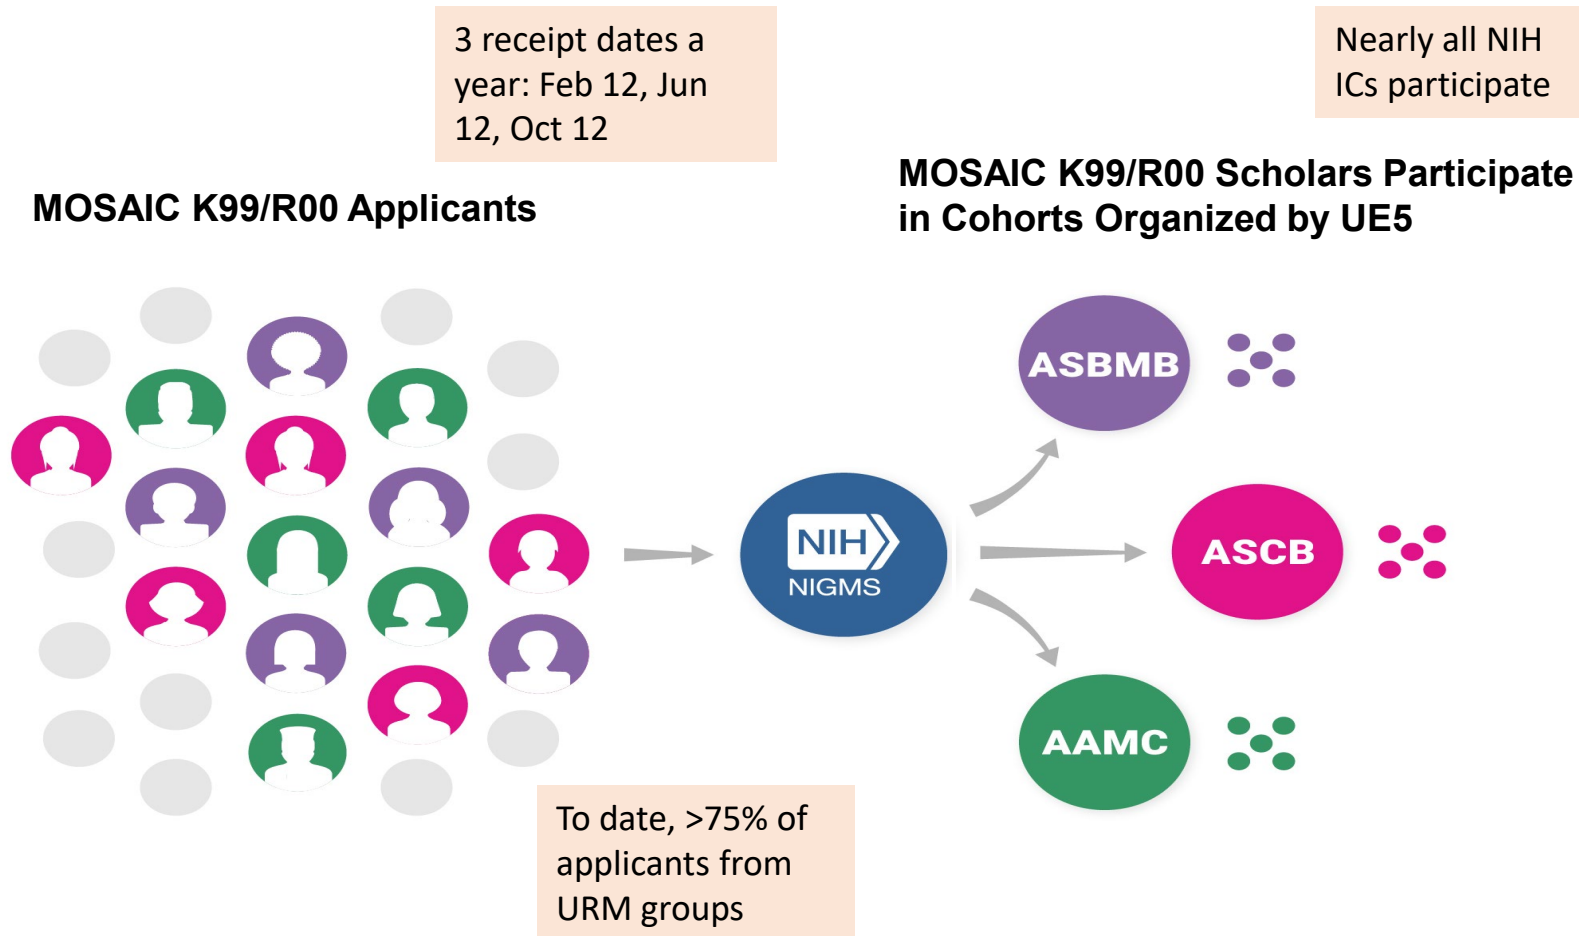 3 receipt dates a
year: Feb 12, Jun
12, Oct 12
Nearly all NIH
ICs participate
MOSAIC K99/R00 Applicants
MOSAIC K99/R00 Scholars Participate
in Cohorts Organized by UE5
ASBMB
NIH
NIGMS
ASCB
AAMC
To date, >75% of
applicants from
URM groups